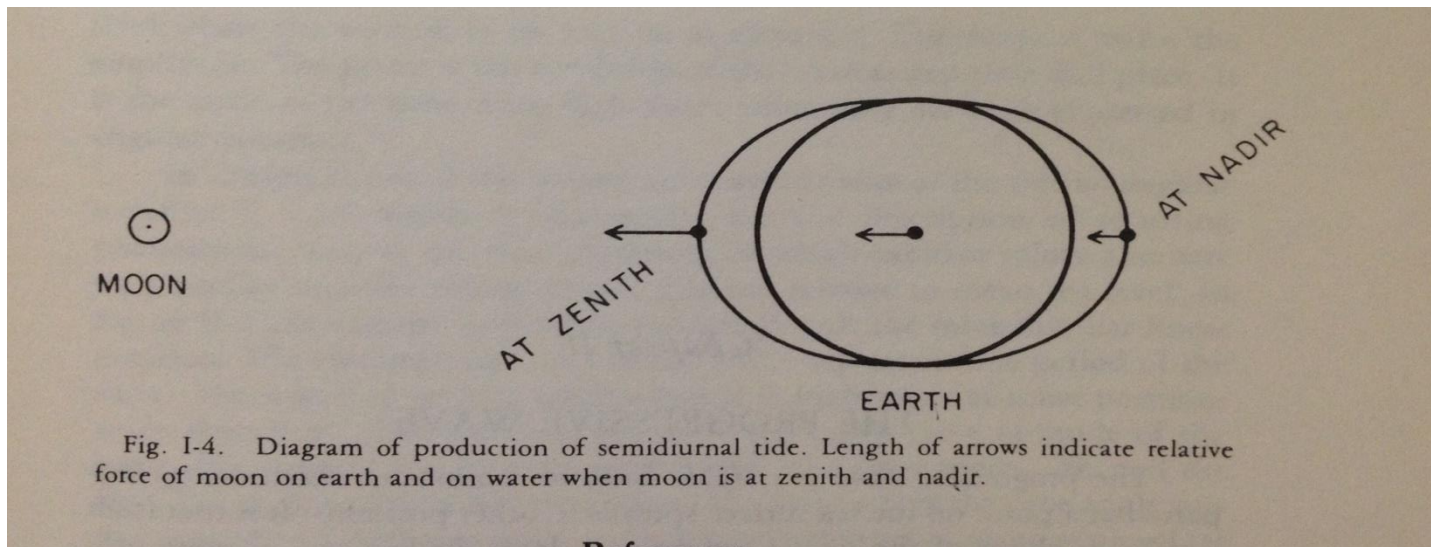 MOON
AT ZENITH
AT NADIR
EARTH
Fig. I-4. Diagram of production of semidiurnal tide. Length of arrows indicate relative
force of moon on earth and on water when moon is at zenith and nadir.